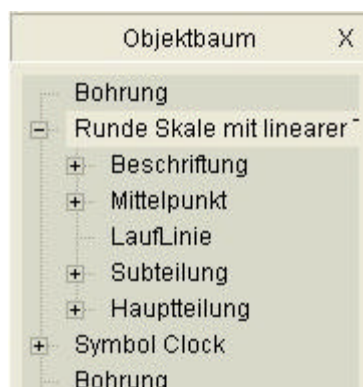 Objektbaum X
Bohrung
Runde Skale mit linearer
Beschriftung
Mittelpunkt
LaufLinie
Subteilung
Hauptteilung
Symbol Clock
Bohrung